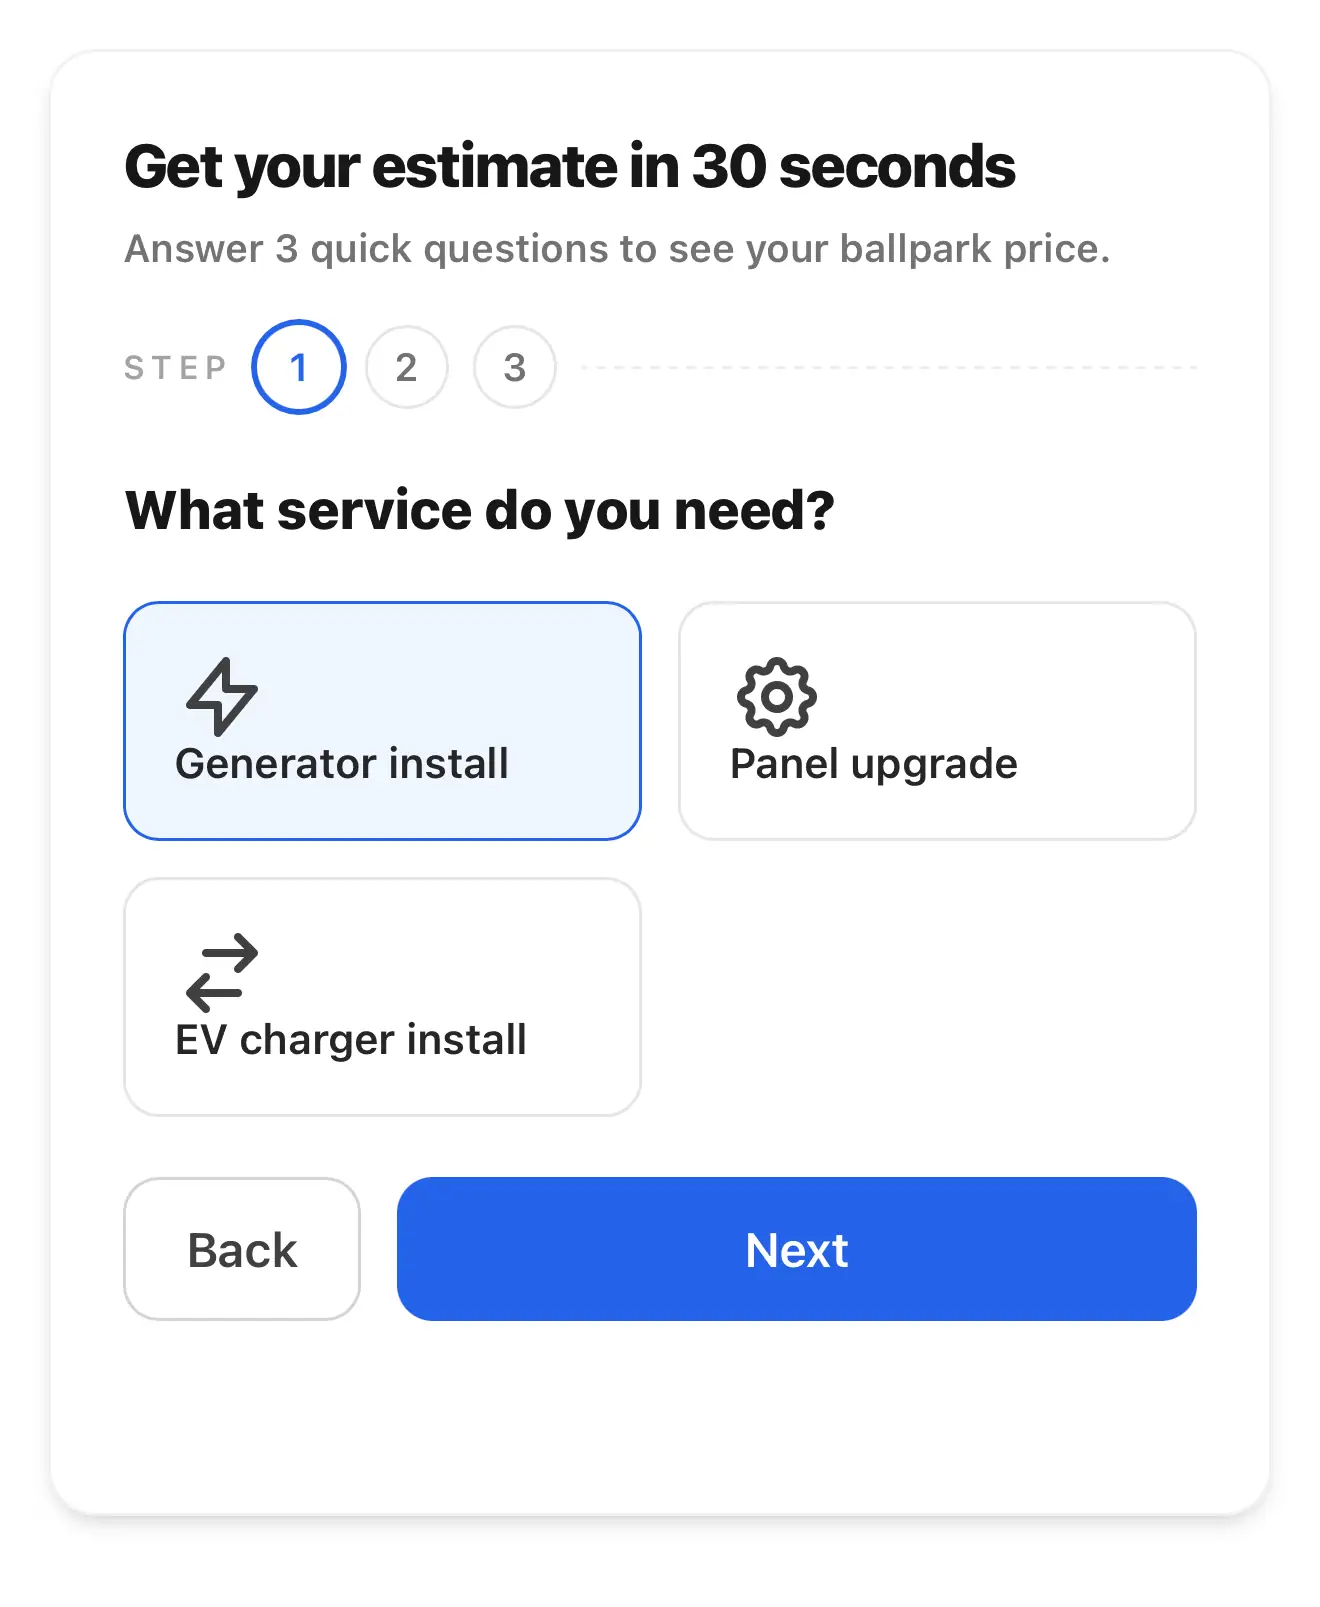 Get your estimate in 30 seconds
Answer 3 quick questions to see your ballpark price.
STEP 1 2 3
What service do you need?
Generator install
Panel upgrade
EV charger install
Back
Next